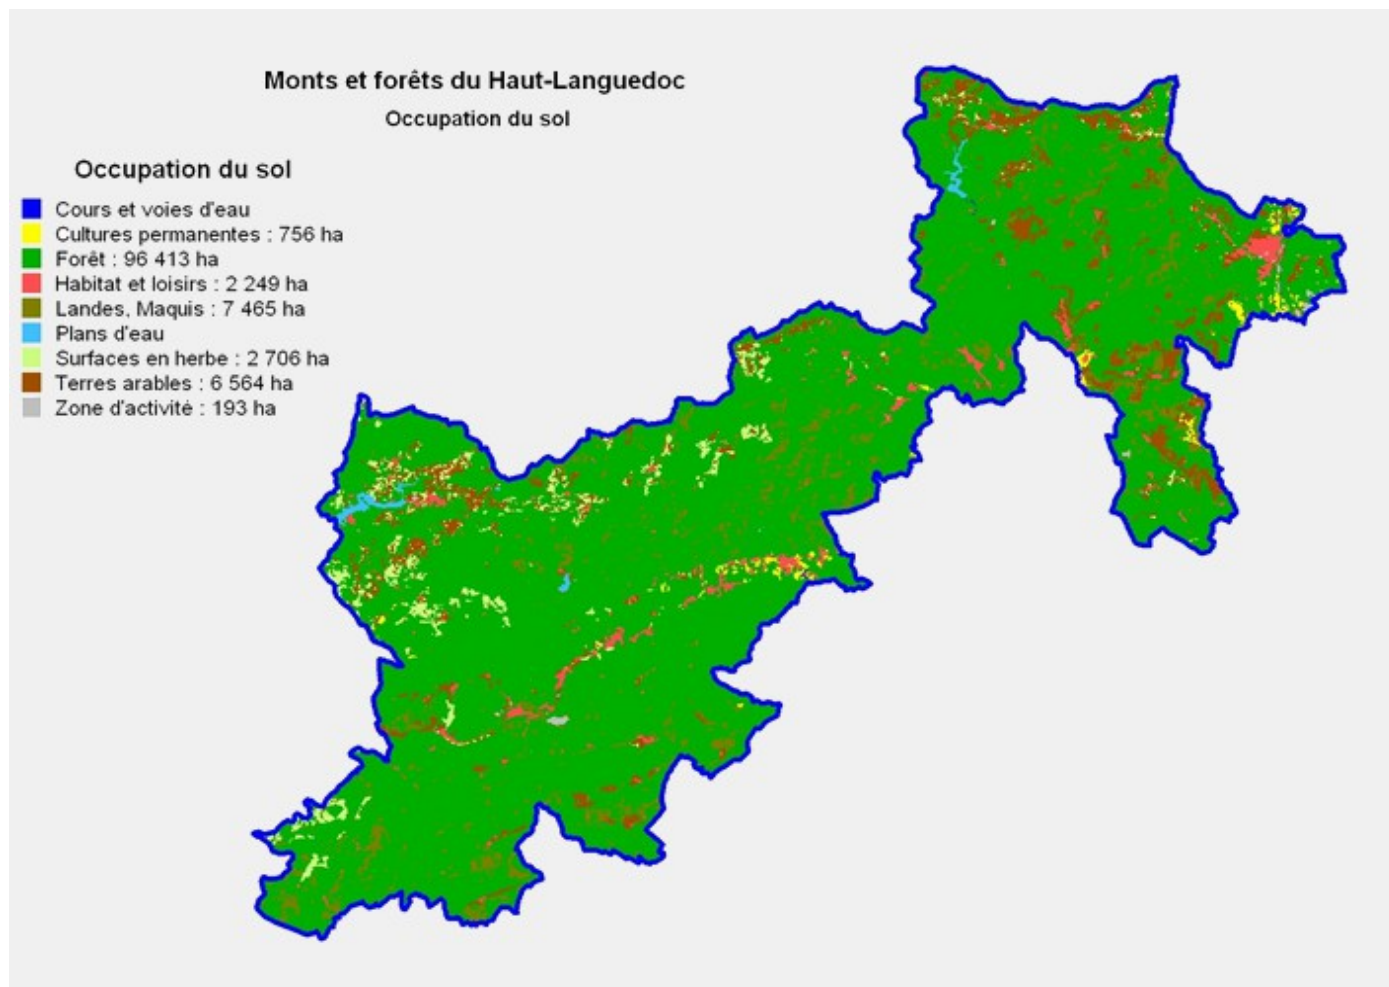 Monts et forêts du Haut-Languedoc
Occupation du sol
Occupation du sol
Cours et voies d'eau
Cultures permanentes : 756 ha
Forêt : 96 413 ha
Habitat et loisirs : 2 249 ha
Landes, Maquis : 7 465 ha
Plans d'eau
Surfaces en herbe : 2 706 ha
Terres arables : 6 564 ha
Zone d'activité : 193 ha